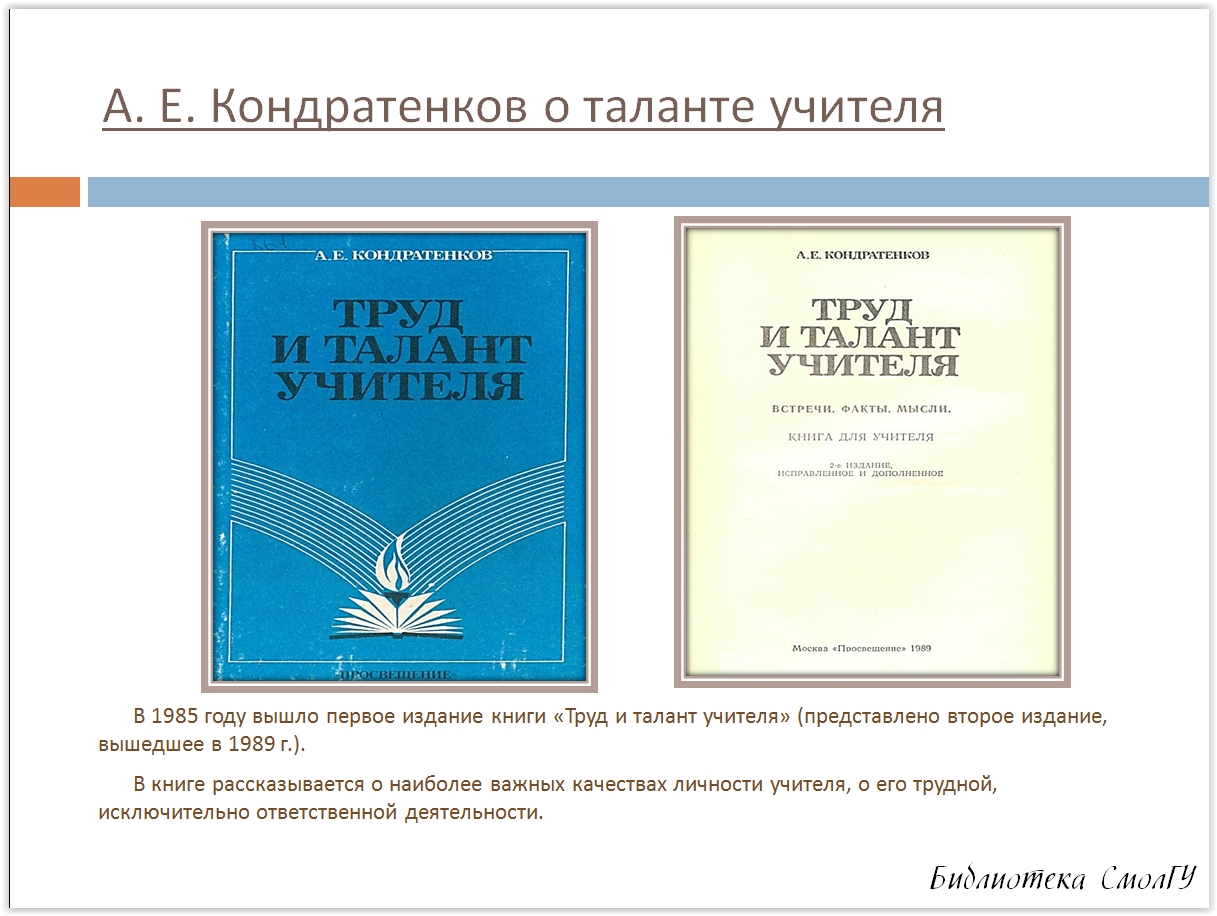 А. Е. Кондратенков о таланте учителя
А.Е. КОНДРАТЕНКОВ
ТРУД
И ТАЛАНТ
УЧИТЕЛЯ
·ПРОСВЕЩЕНИЕ·
А.Е. КОНДРАТЕНКОВ
ТРУД
И ТАЛАНТ
УЧИТЕЛЯ
ВСТРЕЧИ. ФАКТЫ. МЫСЛИ.
КНИГА ДЛЯ УЧИТЕЛЯ
2-е ИЗДАНИЕ,
ИСПРАВЛЕННОЕ И ДОПОЛНЕННОЕ
Москва «Просвещение» 1989
В 1985 году вышло первое издание книги «Труд и талант учителя» (представлено второе издание,
вышедшее в 1989 г.).
В книге рассказывается о наиболее важных качествах личности учителя, о его трудной,
исключительно ответственной деятельности.
Библиотека СмолГУ